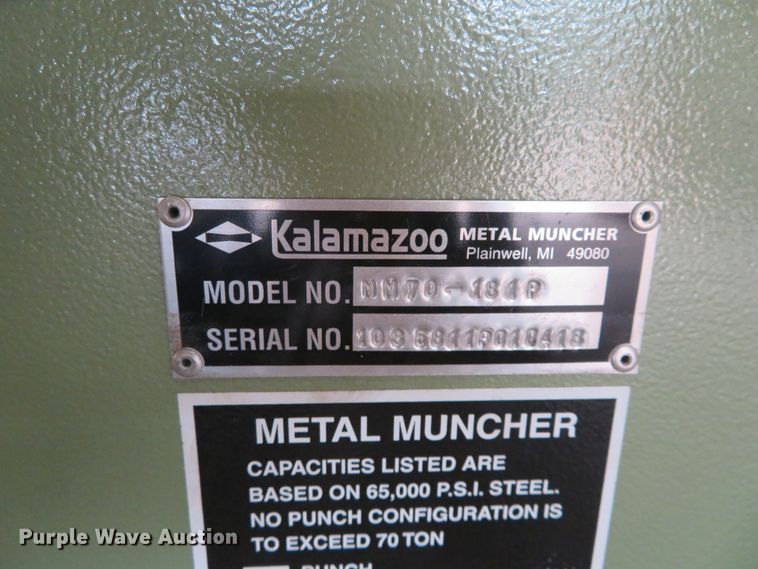 Kalamazoo METAL MUNCHER
Plainwell, MI 49080
MODEL NO. MM70-181P
SERIAL NO.
METAL MUNCHER
CAPACITIES LISTED ARE
BASED ON 65,000 P.S.I. STEEL.
NO PUNCH CONFIGURATION IS
TO EXCEED 70 TON
PUNCH
Purple Wave Auction